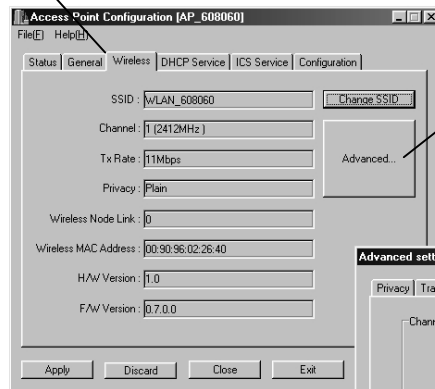 Access Point Configuration [AP_608060]
File(F) Help(H)
Status General Wireless DHCP Service ICS Service Configuration
SSID : WLAN_608060 Change SSID
Channel : 1 (2412MHz )
Tx Rate : 11Mbps Advanced...
Privacy : Plain
Wireless Node Link : 0
Wireless MAC Address : 00:90:96:02:26:40
H/W Version : 1.0
F/W Version : 0.7.0.0
Apply Discard Close Exit
Advanced sett
Privacy Tra
Chann